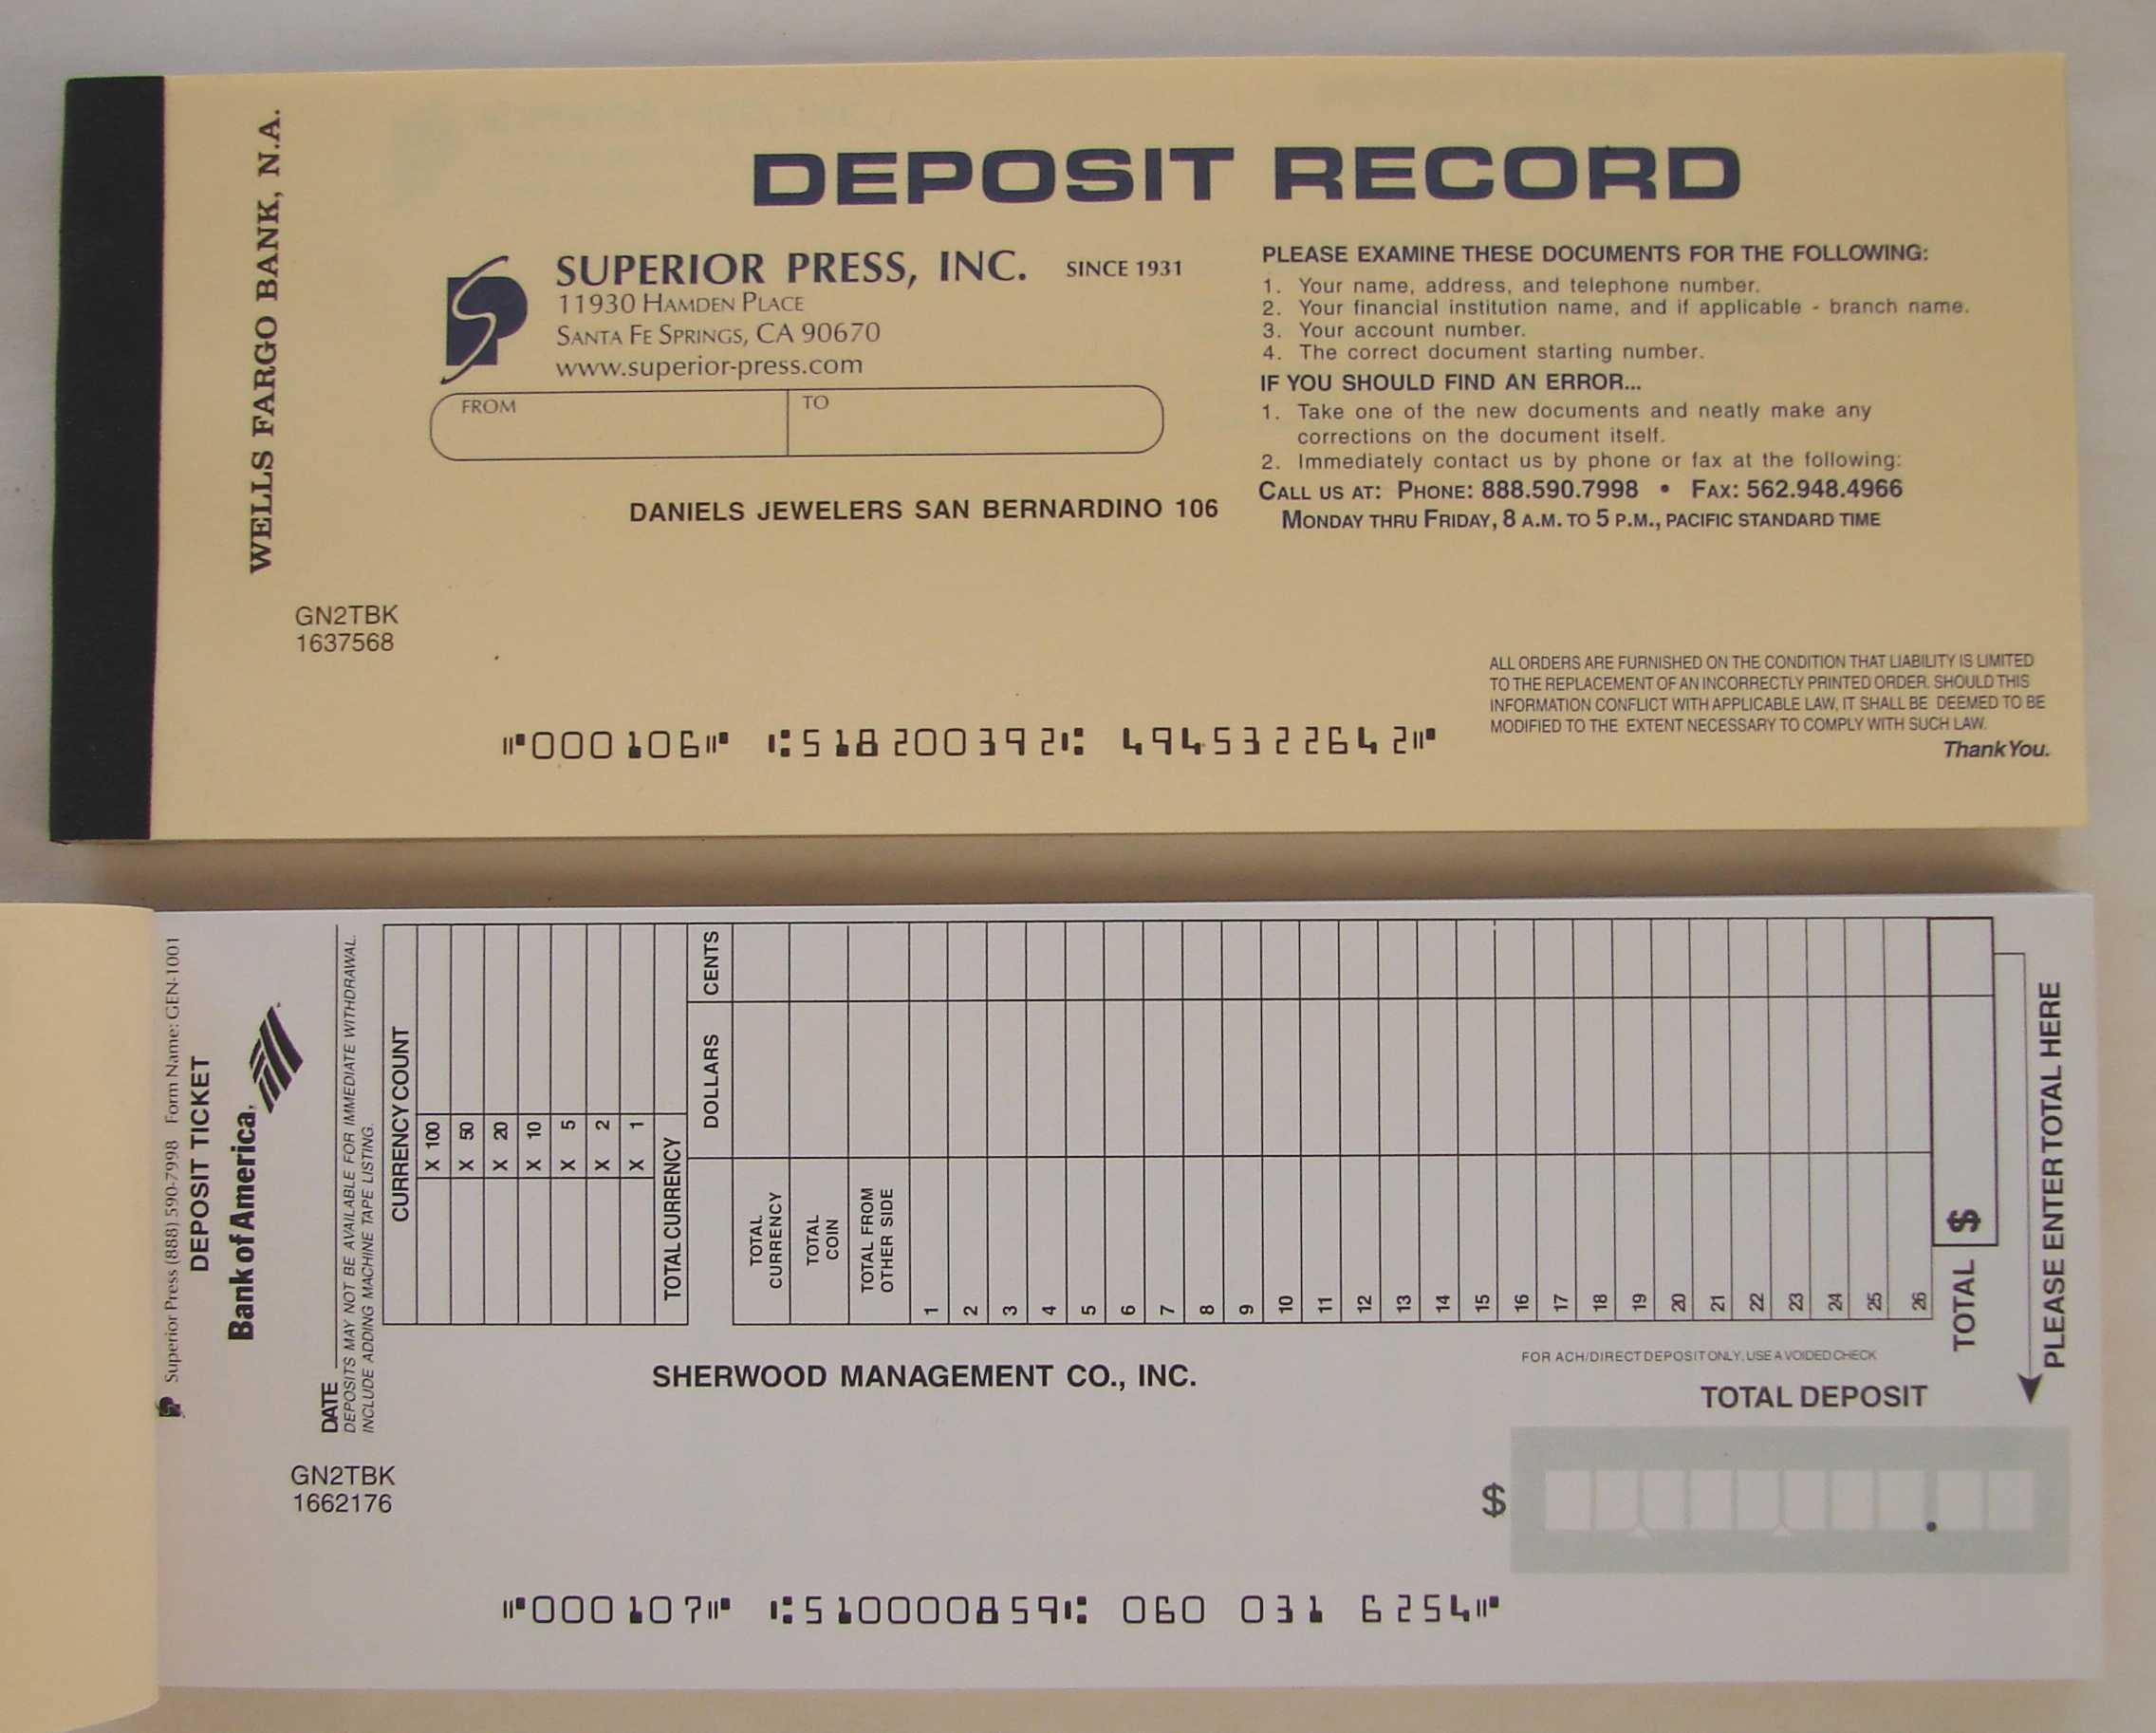 WELLS FARGO BANK, N.A.
DEPOSIT RECORD
SUPERIOR PRESS, INC. SINCE 1931
11930 HAMDEN PLACE
SANTA FE SPRINGS, CA 90670
www.superior-press.com
FROM TO
DANIELS JEWELERS SAN BERNARDINO 106
PLEASE EXAMINE THESE DOCUMENTS FOR THE FOLLOWING:
1. Your name, address, and telephone number.
2. Your financial institution name, and if applicable - branch name.
3. Your account number.
4. The correct document starting number.
IF YOU SHOULD FIND AN ERROR...
1. Take one of the new documents and neatly make any
corrections on the document itself.
2. Immediately contact us by phone or fax at the following:
CALL US AT: PHONE: 888.590.7998 • FAX: 562.948.4966
MONDAY THRU FRIDAY, 8 A.M. TO 5 P.M., PACIFIC STANDARD TIME
GN2TBK
1637568
ALL ORDERS ARE FURNISHED ON THE CONDITION THAT LIABILITY IS LIMITED
TO THE REPLACEMENT OF AN INCORRECTLY PRINTED ORDER. SHOULD THIS
INFORMATION CONFLICT WITH APPLICABLE LAW, IT SHALL BE DEEMED TO BE
MODIFIED TO THE EXTENT NECESSARY TO COMPLY WITH SUCH LAW.
Thank You.
⑈000106⑈ ⑆518200392⑆ 4945322642⑈
Superior Press (888) 590-7998 Form Name: GEN-1001
DEPOSIT TICKET
Bank of America
DATE
DEPOSITS MAY NOT BE AVAILABLE FOR IMMEDIATE WITHDRAWAL.
INCLUDE ADDING MACHINE TAPE LISTING.
CURRENCY COUNT
X 100
X 50
X 20
X 10
X 5
X 2
X 1
TOTAL CURRENCY
DOLLARS CENTS
TOTAL
CURRENCY
TOTAL
COIN
TOTAL FROM
OTHER SIDE
1
2
3
4
5
6
7
8
9
10
11
12
13
14
15
16
17
18
19
20
21
22
23
24
25
26
TOTAL $
PLEASE ENTER TOTAL HERE
SHERWOOD MANAGEMENT CO., INC.
FOR ACH/DIRECT DEPOSIT ONLY, USE A VOIDED CHECK
TOTAL DEPOSIT
$ .
GN2TBK
1662176
⑈000107⑈ ⑆510000859⑆ 060 031 6254⑈